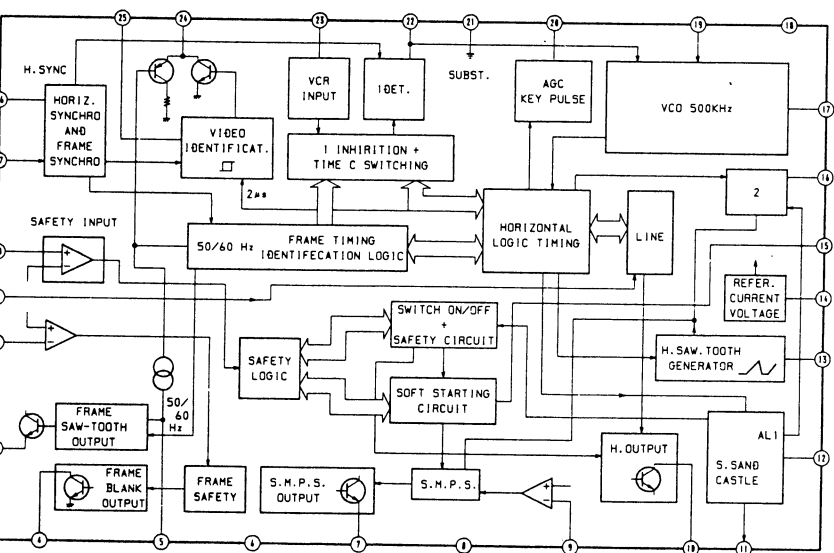 25
24
23
22
21
20
19
18
H.SYNC
HORIZ.
SYNCHRO
AND
FRAME
SYNCHRO
VIDEO
IDENTIFICAT.
VCR
INPUT
IDET.
SUBST.
AGC
KEY PULSE
VCO 500KHz
17
I INHIRITION +
TIME C SWITCHING
2µs
16
2
SAFETY INPUT
50/60 Hz
FRAME TIMING
IDENTIFECATION LOGIC
HORIZONTAL
LOGIC TIMING
LINE
15
+
-
REFER.
CURRENT
VOLTAGE
14
+
-
SWITCH ON/OFF
+
SAFETY CIRCUIT
SAFETY
LOGIC
H.SAW.TOOTH
GENERATOR
13
SOFT STARTING
CIRCUIT
50/
60
Hz
FRAME
SAW-TOOTH
OUTPUT
AL1
S.SAND
CASTLE
12
H.OUTPUT
FRAME
BLANK
OUTPUT
FRAME
SAFETY
S.M.P.S.
OUTPUT
S.M.P.S.
+
-
4
5
6
7
8
9
10
11